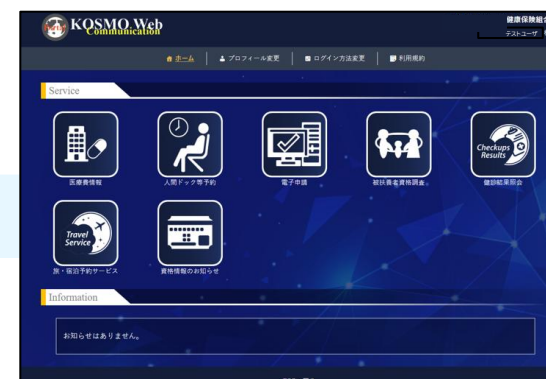 Portal
KOSMO Web
Communication
健康保険組合
テストユーザ
ホーム
プロフィール変更
ログイン方法変更
利用規約
Service
Checkups
Results
医療費情報
人間ドック等予約
電子申請
被扶養者資格調査
健診結果照会
Travel
Service
旅・宿泊予約サービス
資格情報のお知らせ
Information
お知らせはありません。